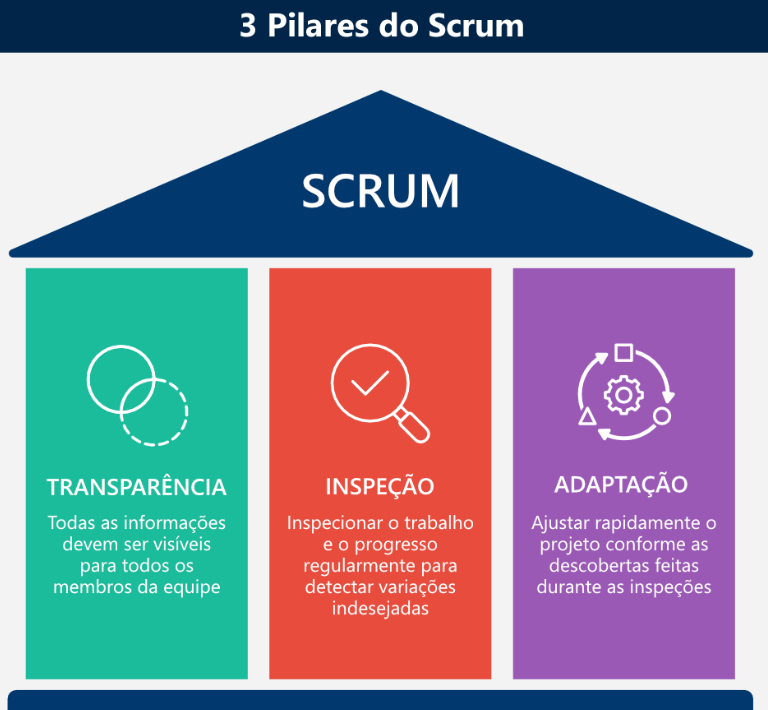 3 Pilares do Scrum
SCRUM
TRANSPARÊNCIA
Todas as informações
devem ser visíveis
para todos os
membros da equipe
INSPEÇÃO
Inspecionar o trabalho
e o progresso
regularmente para
detectar variações
indesejadas
ADAPTAÇÃO
Ajustar rapidamente o
projeto conforme as
descobertas feitas
durante as inspeções